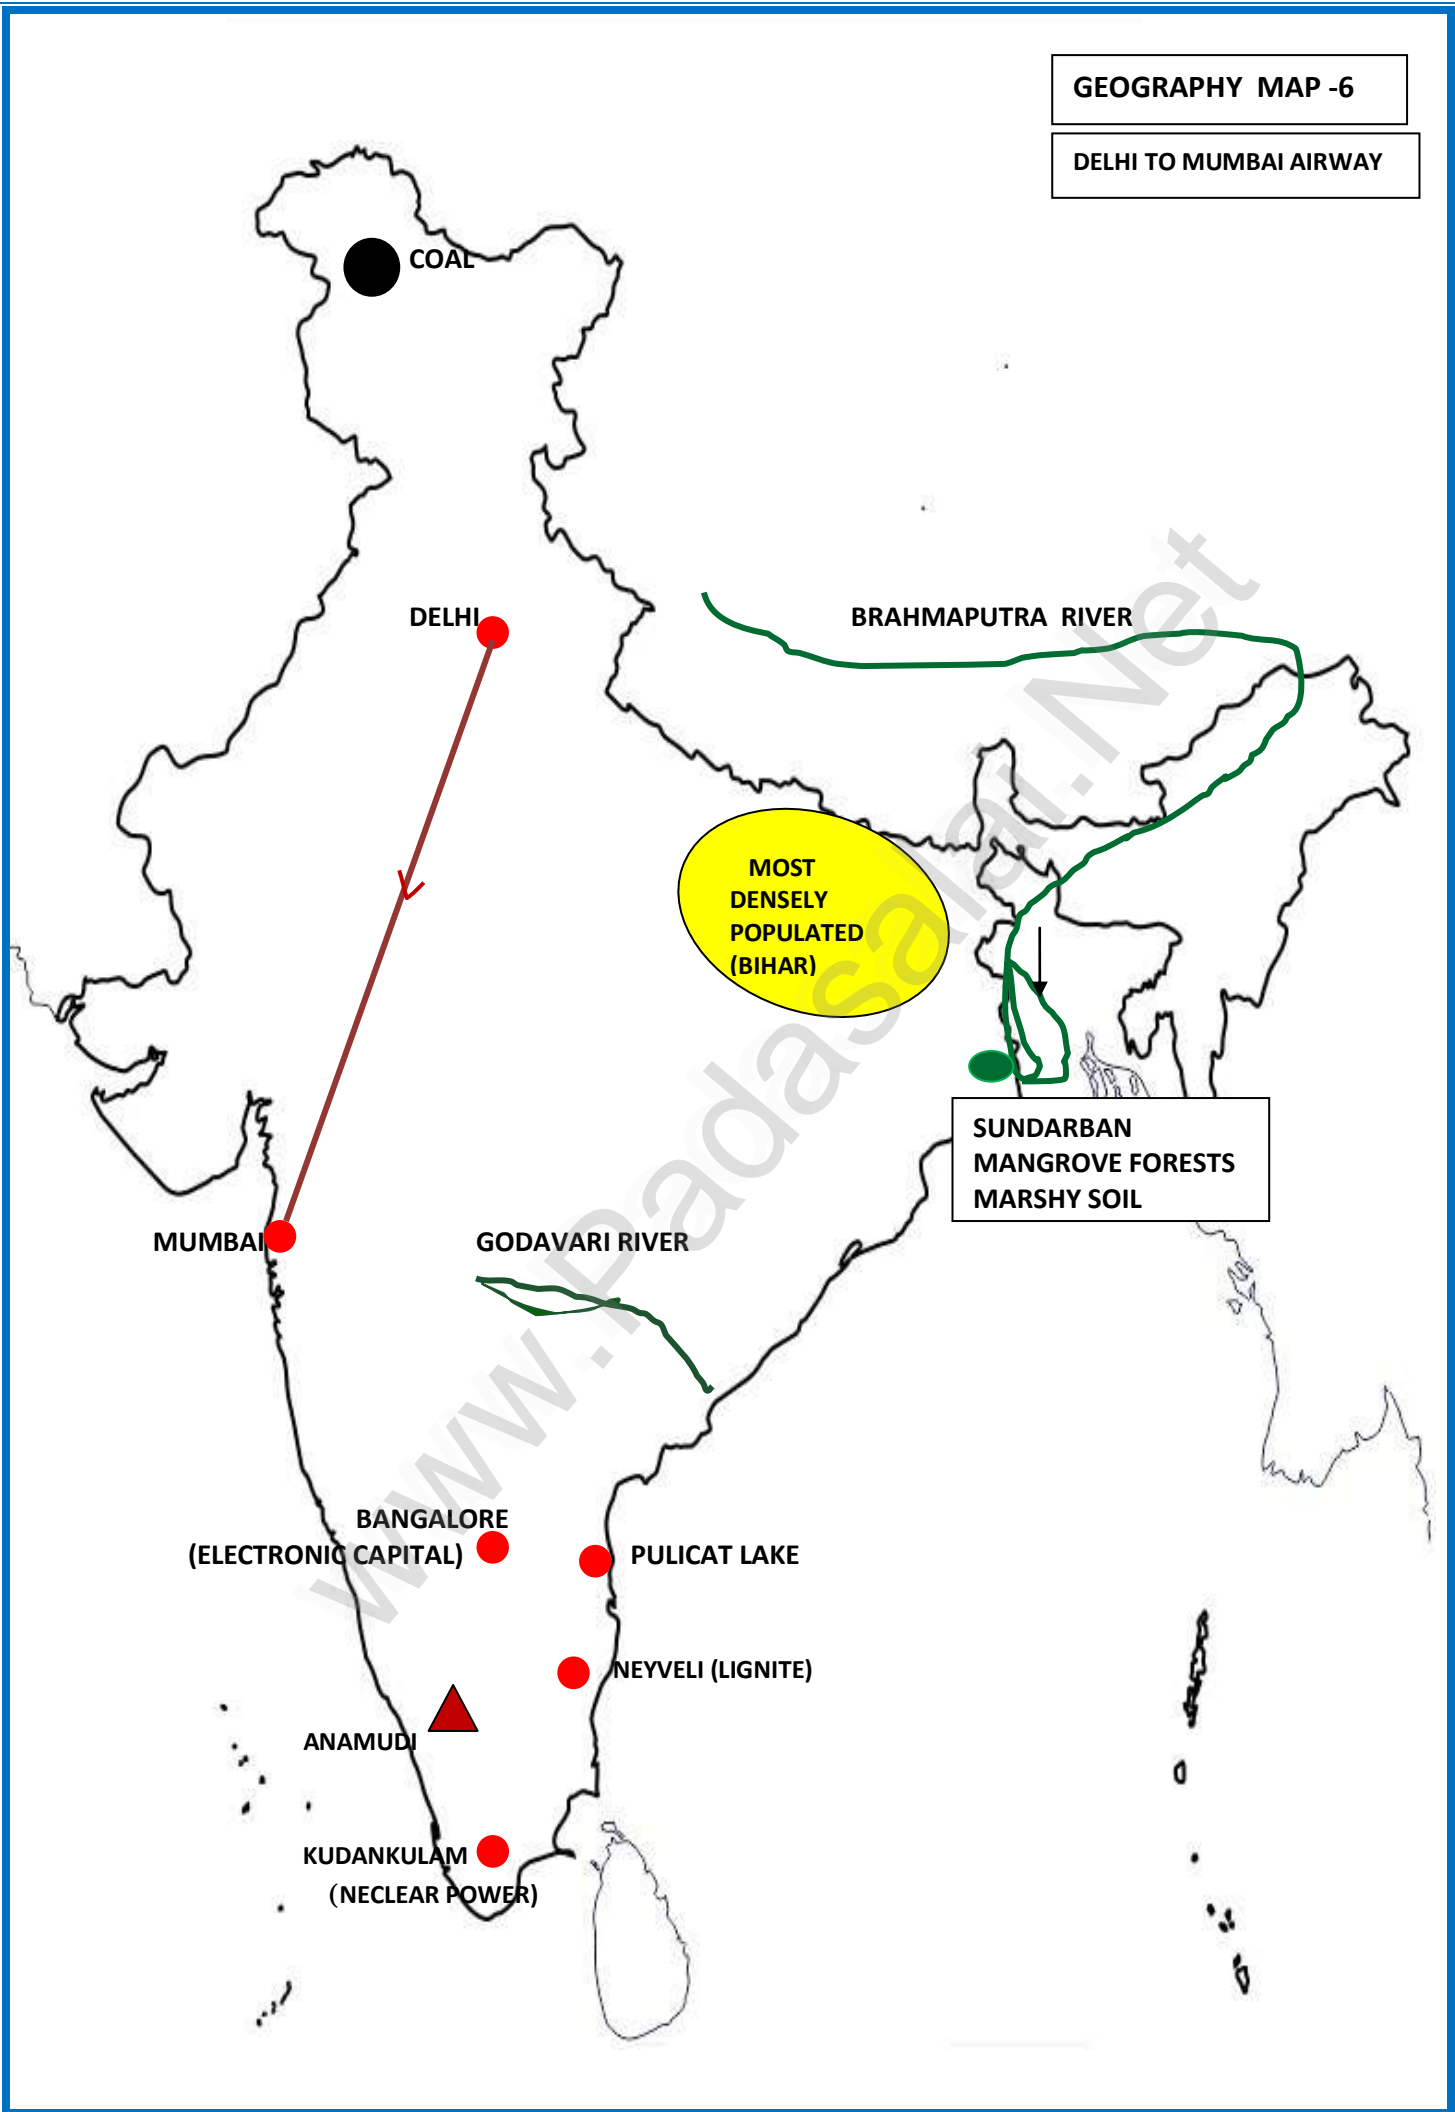 GEOGRAPHY MAP -6
DELHI TO MUMBAI AIRWAY
COAL
DELHI
BRAHMAPUTRA RIVER
MOST
DENSELY
POPULATED
(BIHAR)
SUNDARBAN
MANGROVE FORESTS
MARSHY SOIL
MUMBAI
GODAVARI RIVER
BANGALORE
(ELECTRONIC CAPITAL)
PULICAT LAKE
NEYVELI (LIGNITE)
ANAMUDI
KUDANKULAM
(NECLEAR POWER)
www.Padasalai.Net